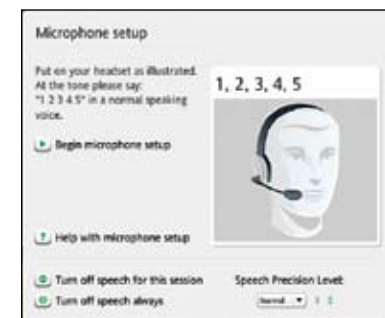 Microphone setup
Put on your headset as illustrated.
At the tone please say:
"1 2 3 4 5" in a normal speaking
voice.
1, 2, 3, 4, 5
Begin microphone setup
? Help with microphone setup
Turn off speech for this session
Turn off speech always
Speech Precision Level:
Normal